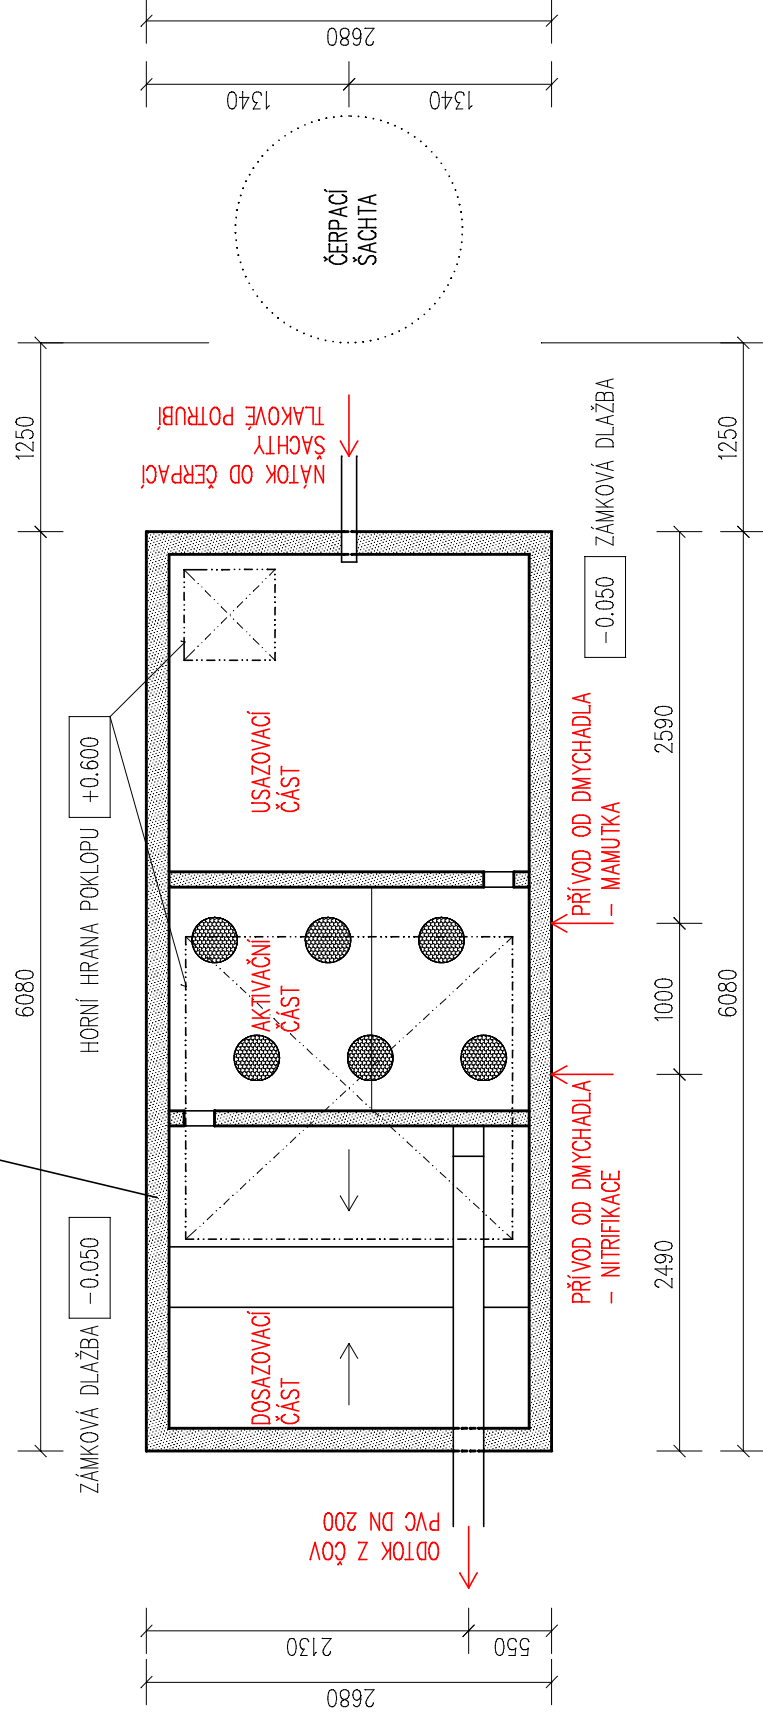 2680
1340
1340
ČERPACÍ
ŠACHTA
1250
1250
NÁTOK OD ČERPACÍ
ŠACHTY
TLAKOVÉ POTRUBÍ
-0.050
ZÁMKOVÁ DLAŽBA
6080
HORNÍ HRANA POKLOPU
+0.600
USAZOVACÍ
ČÁST
AKTIVAČNÍ
ČÁST
DOSAZOVACÍ
ČÁST
PŘÍVOD OD DMYCHADLA
- MAMUTKA
PŘÍVOD OD DMYCHADLA
- NITRIFIKACE
2590
1000
2490
6080
ZÁMKOVÁ DLAŽBA
-0.050
ODTOK Z ČOV
PVC DN 200
2130
550
2680